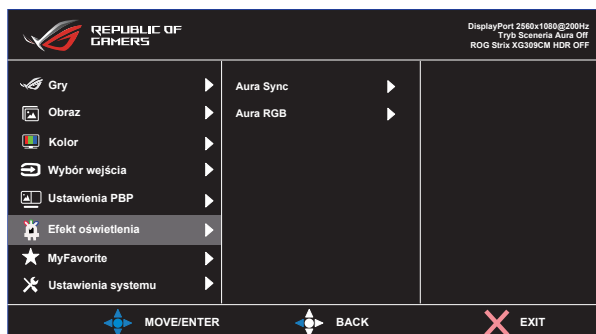 REPUBLIC OF
GAMERS
DisplayPort 2560x1080@200Hz
Tryb Sceneria Aura Off
ROG Strix XG309CM HDR OFF
Gry
Obraz
Kolor
Wybór wejścia
Ustawienia PBP
Efekt oświetlenia
MyFavorite
Ustawienia systemu
Aura Sync
Aura RGB
MOVE/ENTER
BACK
EXIT